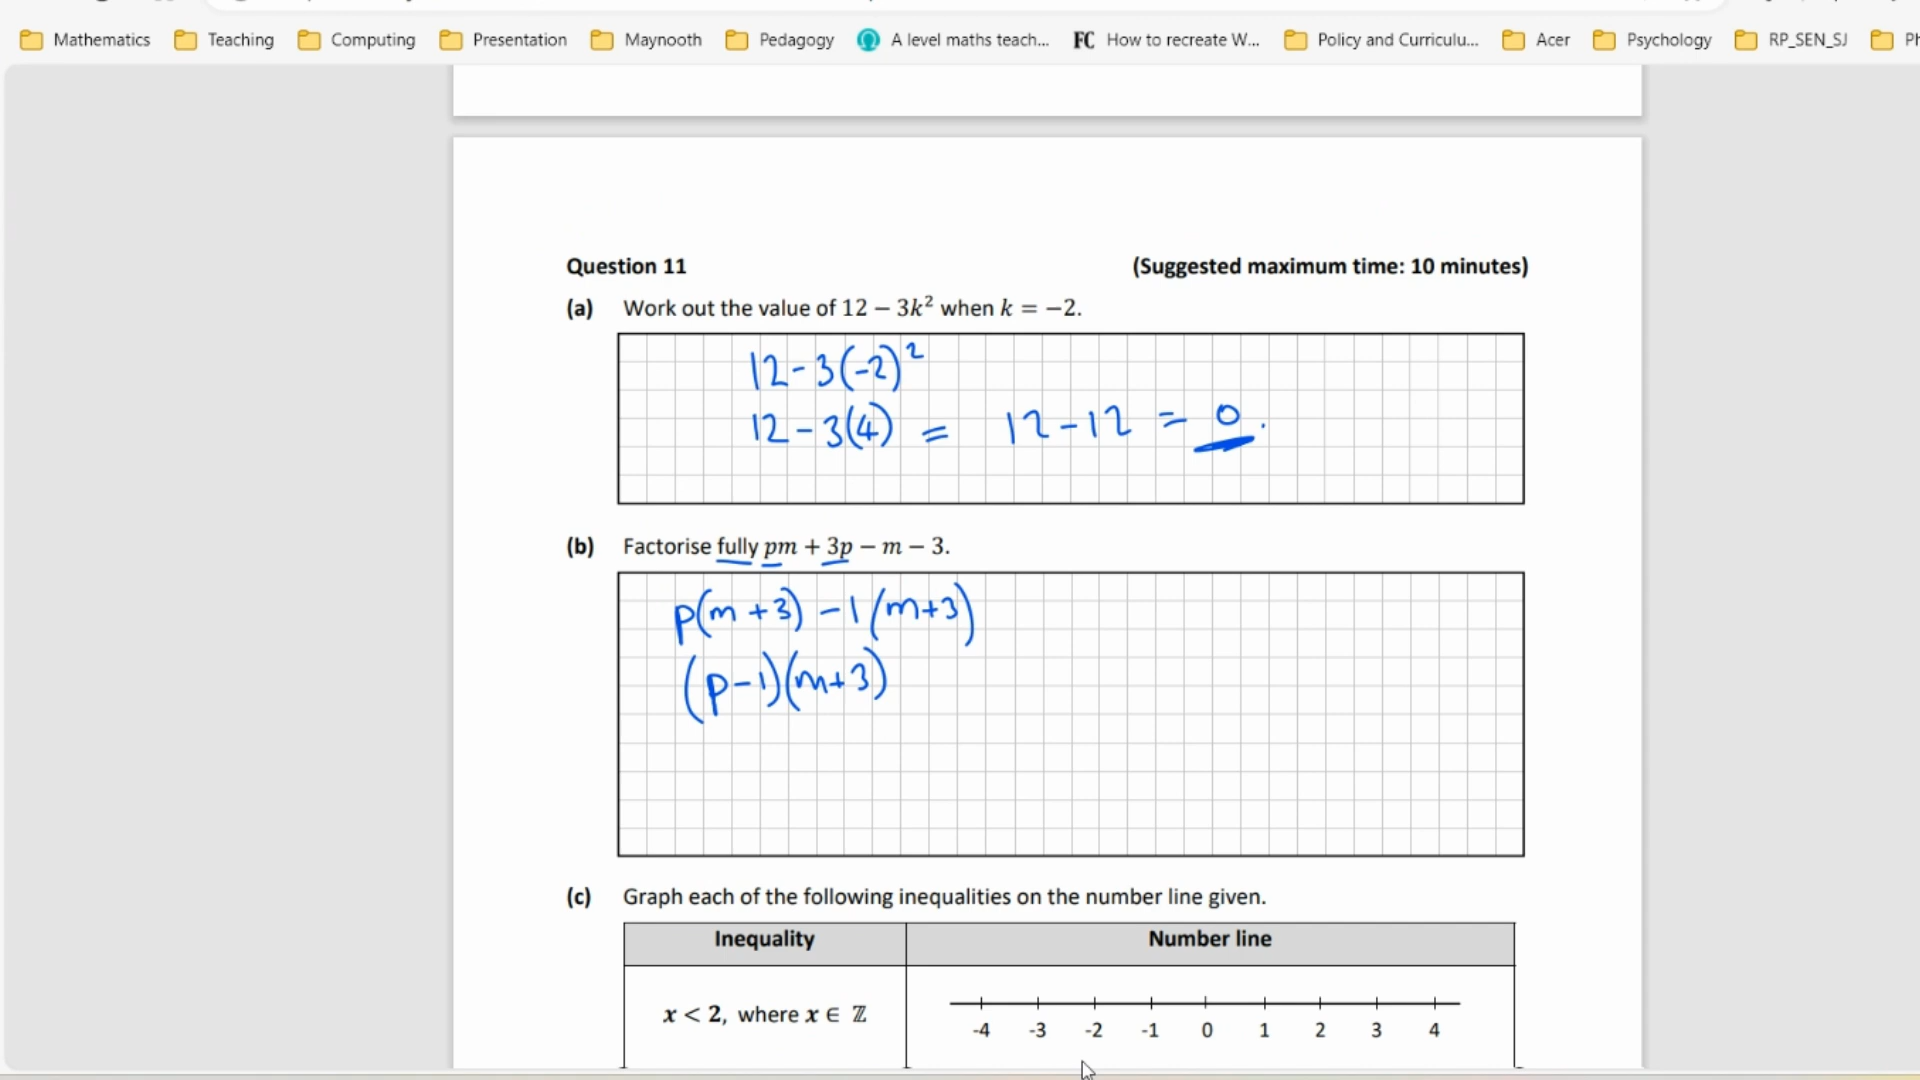 Mathematics Teaching Computing Presentation Maynooth Pedagogy A level maths teach... FC How to recreate W... Policy and Curriculu... Acer Psychology RP_SEN_SJ Ph
Question 11 (Suggested maximum time: 10 minutes)
(a) Work out the value of 12 − 3k² when k = −2.
12-3(-2)²
12-3(4) = 12-12 = 0.
(b) Factorise fully pm + 3p − m − 3.
p(m+3) -1(m+3)
(p-1)(m+3)
(c) Graph each of the following inequalities on the number line given.
Inequality Number line
x < 2, where x ∈ ℤ
-4 -3 -2 -1 0 1 2 3 4